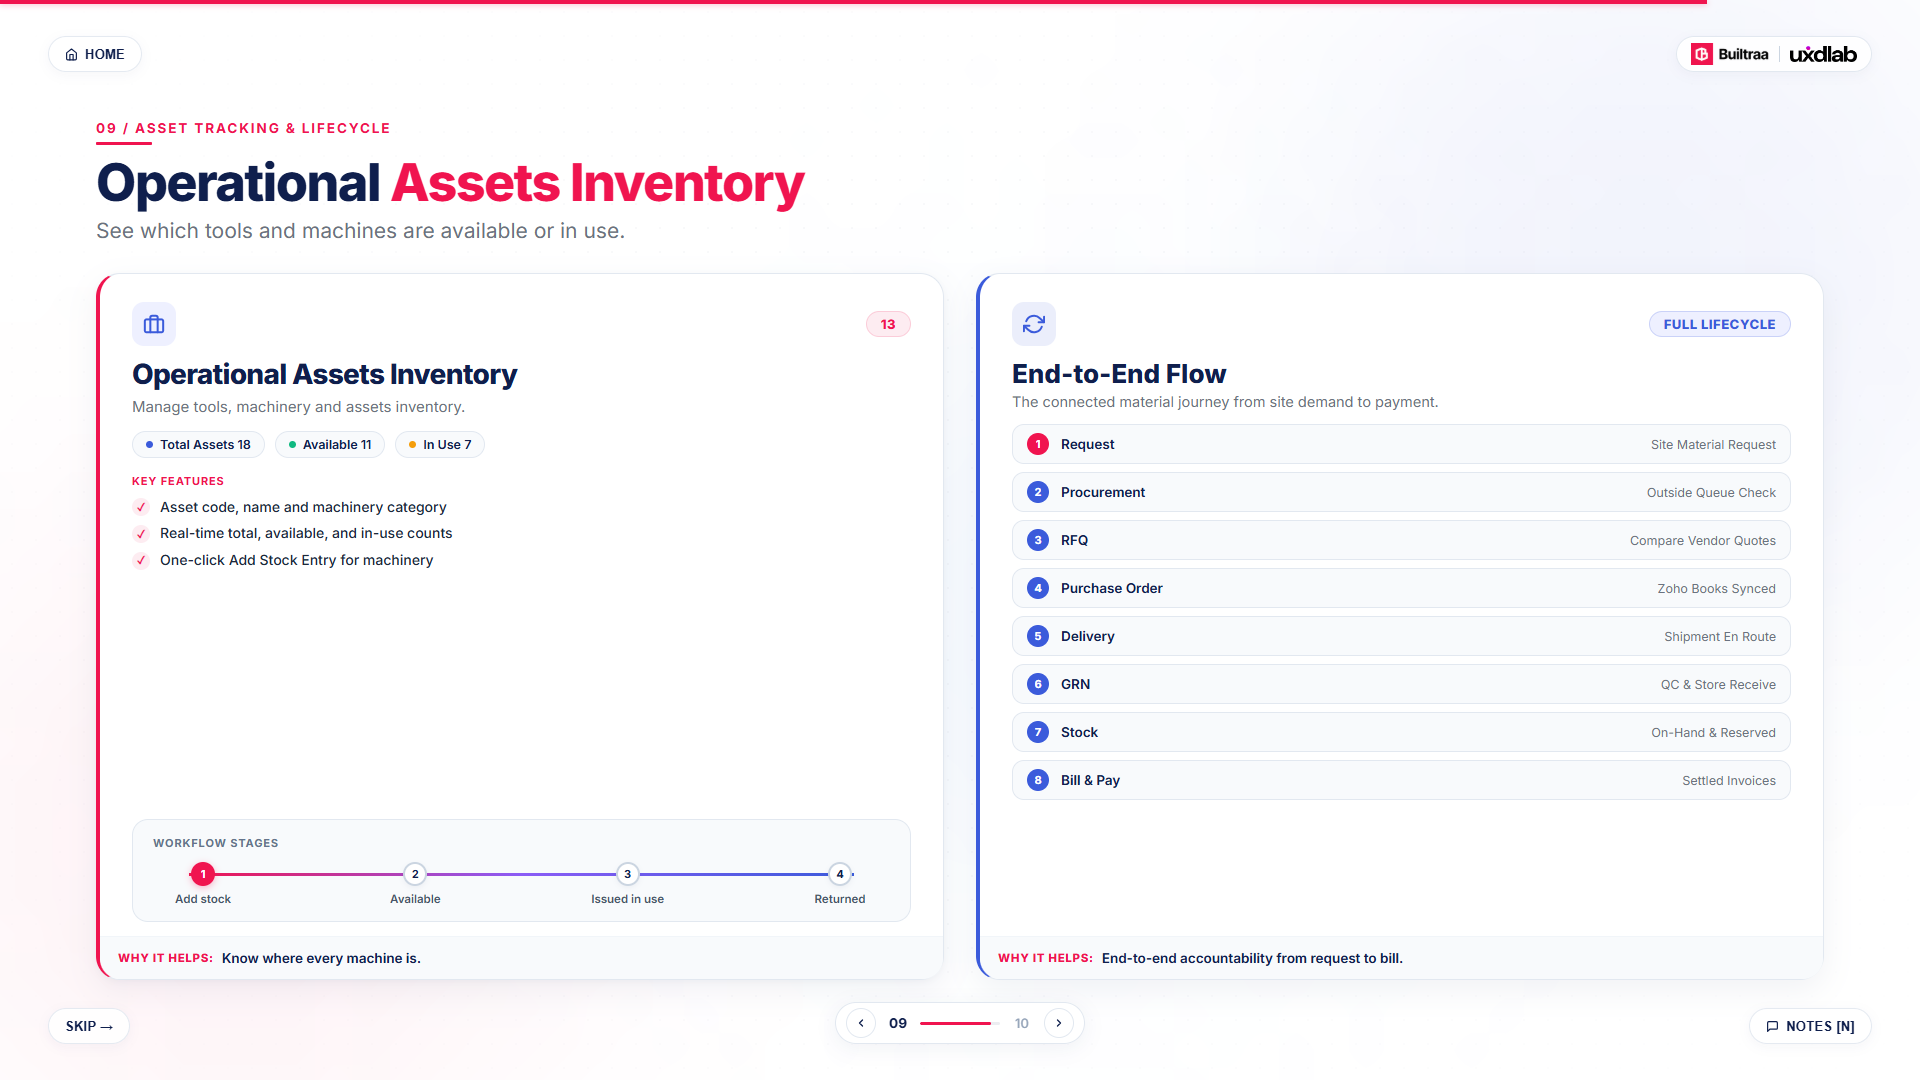 HOME
Builtraa
uxdlab
09 / ASSET TRACKING & LIFECYCLE
Operational Assets Inventory
See which tools and machines are available or in use.
13
Operational Assets Inventory
Manage tools, machinery and assets inventory.
Total Assets 18
Available 11
In Use 7
KEY FEATURES
Asset code, name and machinery category
Real-time total, available, and in-use counts
One-click Add Stock Entry for machinery
WORKFLOW STAGES
1
2
3
4
Add stock
Available
Issued in use
Returned
WHY IT HELPS: Know where every machine is.
FULL LIFECYCLE
End-to-End Flow
The connected material journey from site demand to payment.
1 Request Site Material Request
2 Procurement Outside Queue Check
3 RFQ Compare Vendor Quotes
4 Purchase Order Zoho Books Synced
5 Delivery Shipment En Route
6 GRN QC & Store Receive
7 Stock On-Hand & Reserved
8 Bill & Pay Settled Invoices
WHY IT HELPS: End-to-end accountability from request to bill.
SKIP →
09
10
NOTES [N]